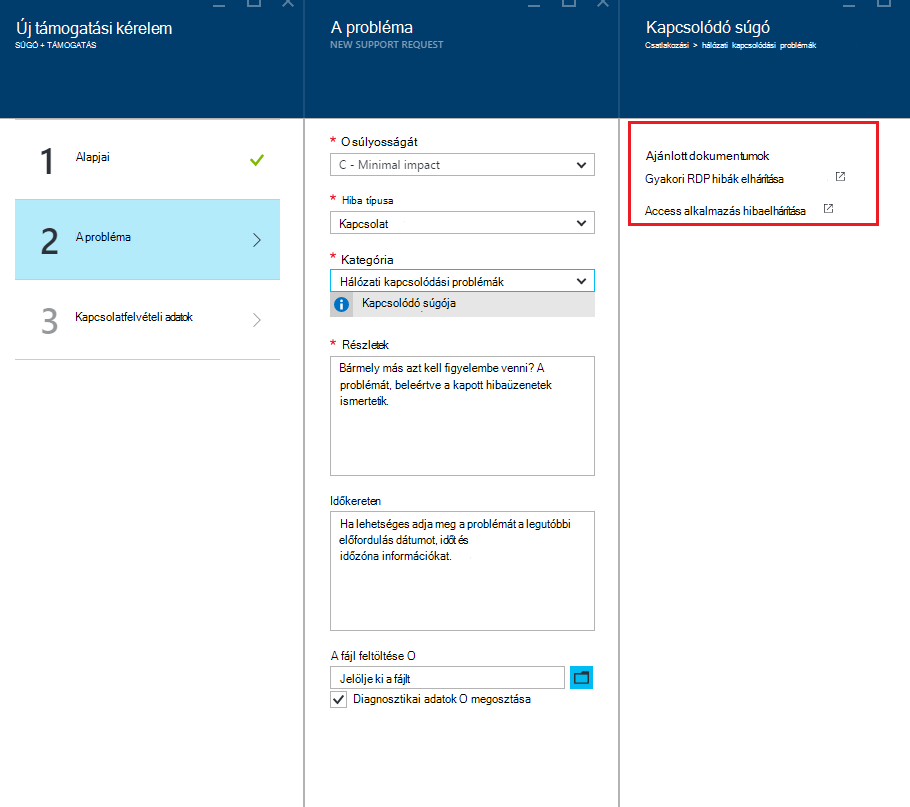 Új támogatási kérelem
SÚGÓ + TÁMOGATÁS
1
Alapjai
2
A probléma
3
Kapcsolatfelvételi adatok
A probléma
NEW SUPPORT REQUEST
* O súlyosságát
C - Minimal impact
* Hiba típusa
Kapcsolat
* Kategória
Hálózati kapcsolódási problémák
Kapcsolódó súgója
* Részletek
Bármely más azt kell figyelembe venni? A
problémát, beleértve a kapott hibaüzenetek
ismertetik.
Időkereten
Ha lehetséges adja meg a problémát a legutóbbi
előfordulás dátumot, időt és
időzóna információkat.
A fájl feltöltése O
Jelölje ki a fájlt
Diagnosztikai adatok O megosztása
Kapcsolódó súgó
Csatlakozási > hálózati kapcsolódási problémák
Ajánlott dokumentumok
Gyakori RDP hibák elhárítása
Access alkalmazás hibaelhárítása